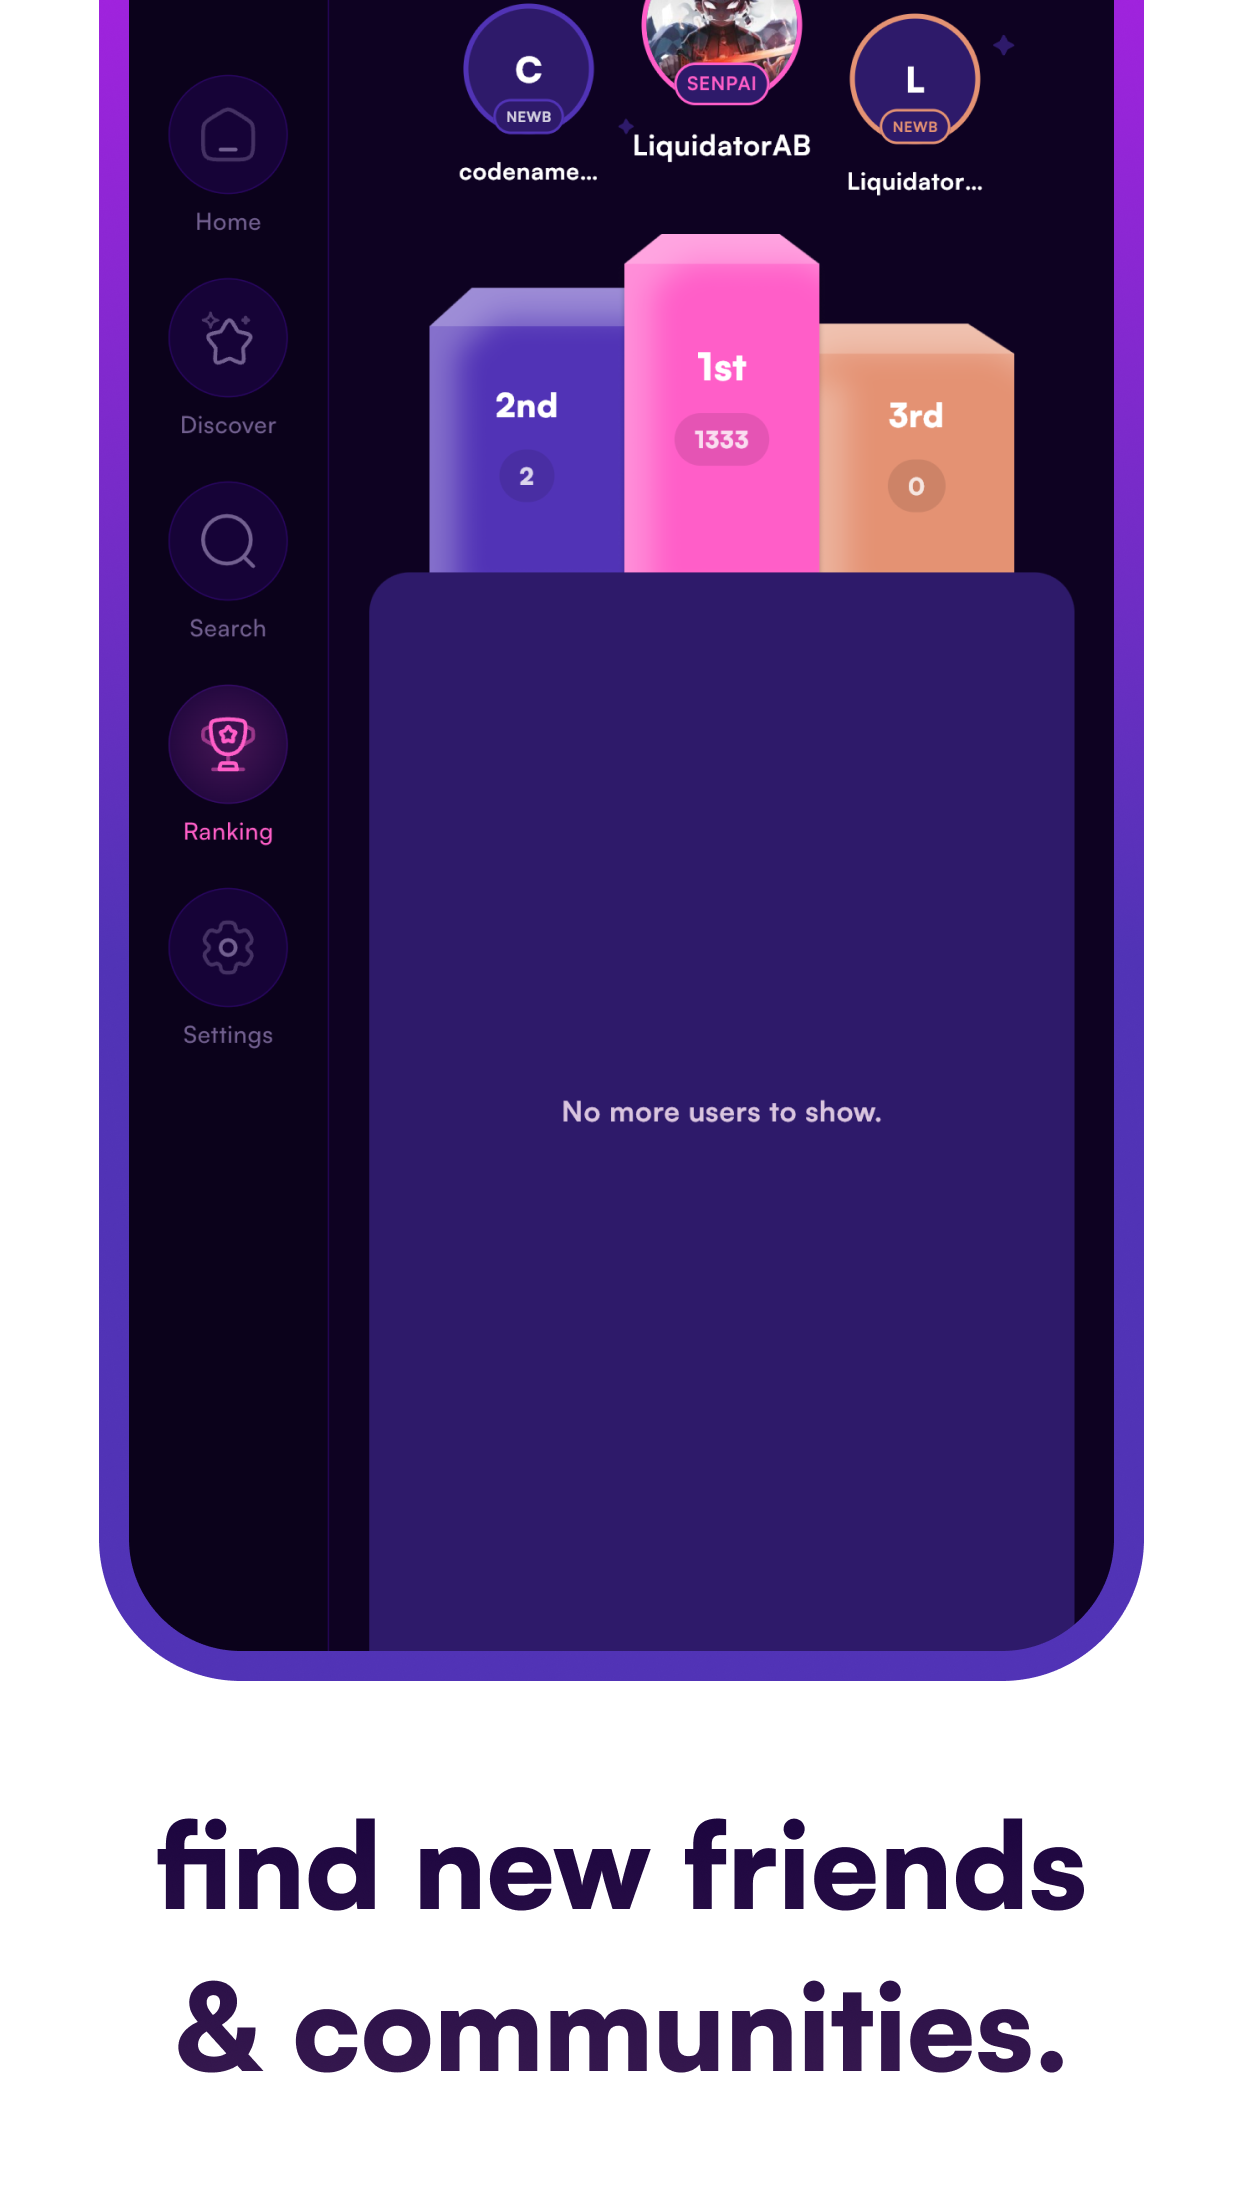 C
NEWB
codename...
SENPAI
LiquidatorAB
L
NEWB
Liquidator...
Home
Discover
Search
Ranking
Settings
2nd
2
1st
1333
3rd
0
No more users to show.
find new friends
& communities.